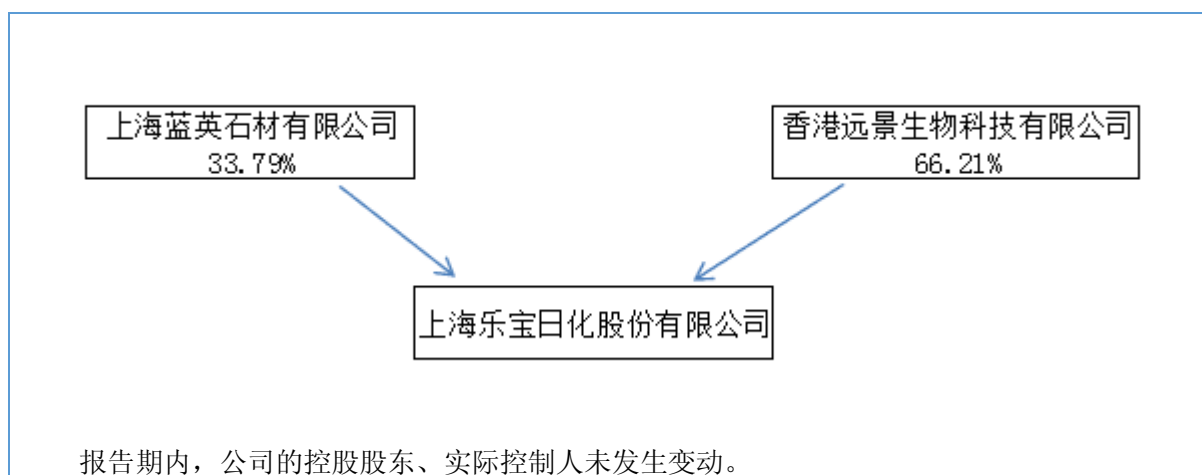 上海蓝英石材有限公司
33.79%
香港远景生物科技有限公司
66.21%
上海乐宝日化股份有限公司
报告期内，公司的控股股东、实际控制人未发生变动。